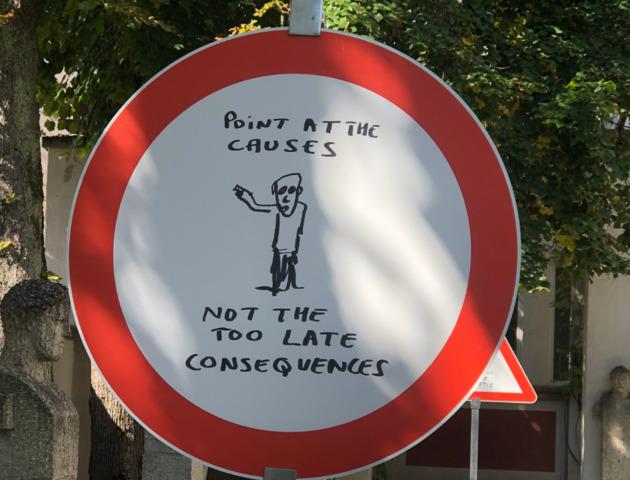 POINT AT THE
CAUSES
NOT THE
TOO LATE
CONSEQUENCES